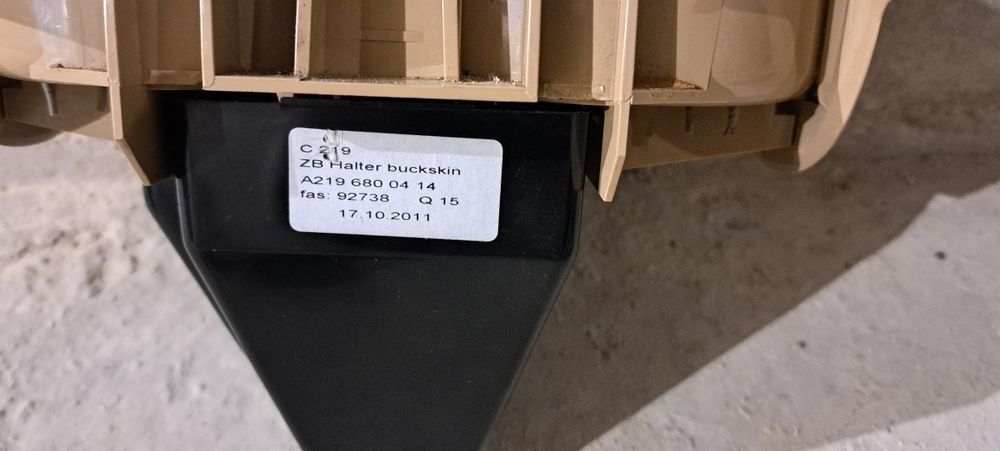 C 219
ZB Halter buckskin
A219 680 04 14
fas: 92738 Q 15
17.10.2011